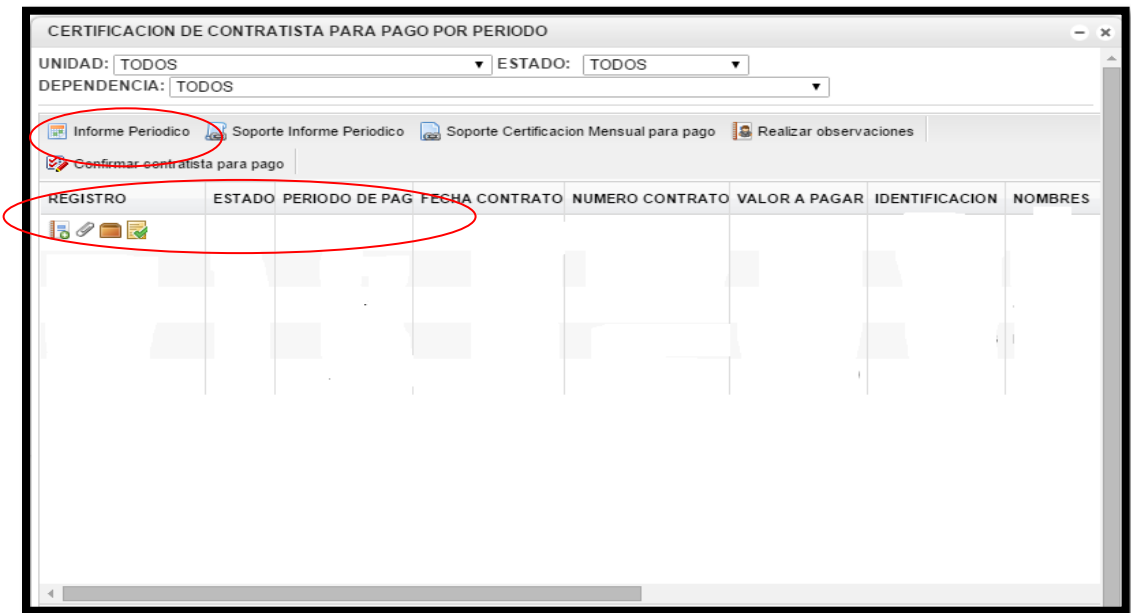 CERTIFICACION DE CONTRATISTA PARA PAGO POR PERIODO
UNIDAD: TODOS ESTADO: TODOS
DEPENDENCIA: TODOS
Informe Periodico Soporte Informe Periodico Soporte Certificacion Mensual para pago Realizar observaciones
Confirmar contratista para pago
REGISTRO ESTADO PERIODO DE PAG FECHA CONTRATO NUMERO CONTRATO VALOR A PAGAR IDENTIFICACION NOMBRES